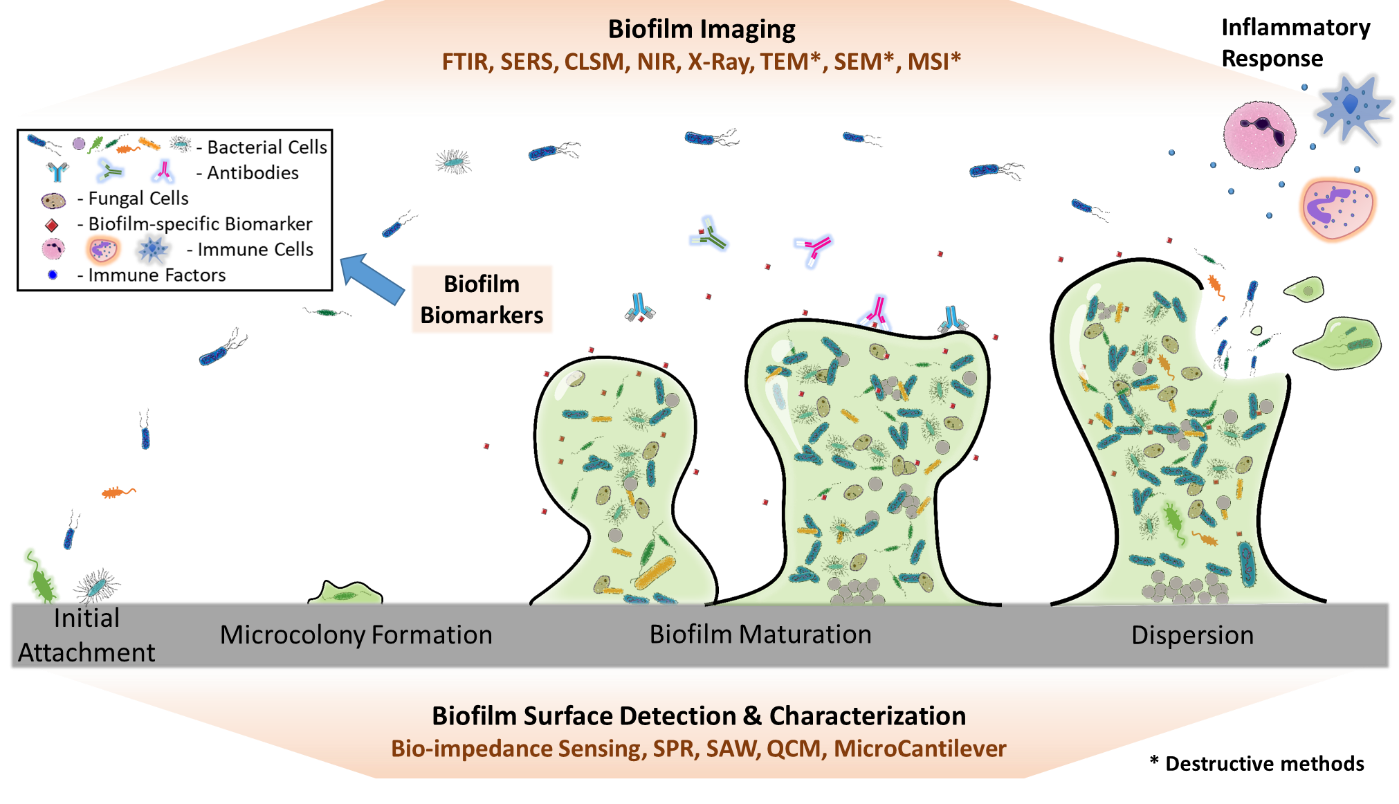 Biofilm Imaging
FTIR, SERS, CLSM, NIR, X-Ray, TEM*, SEM*, MSI*
Inflammatory
Response
- Bacterial Cells
- Antibodies
- Fungal Cells
- Biofilm-specific Biomarker
- Immune Cells
- Immune Factors
Biofilm
Biomarkers
Initial
Attachment
Microcolony Formation
Biofilm Maturation
Dispersion
Biofilm Surface Detection & Characterization
Bio-impedance Sensing, SPR, SAW, QCM, MicroCantilever
* Destructive methods